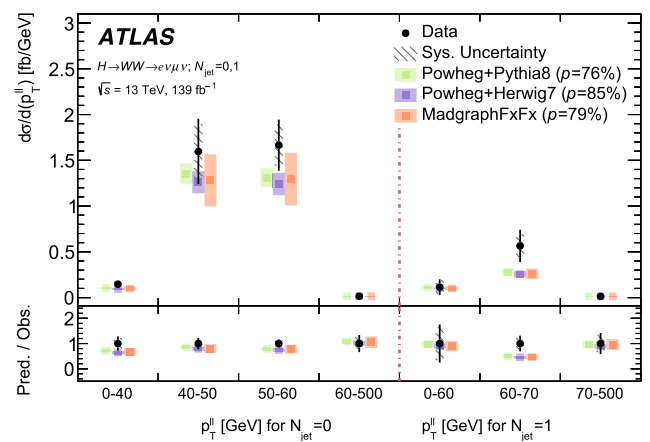 ATLAS
H→WW→eνμν; N_jet=0,1
√s = 13 TeV, 139 fb⁻¹
Data
Sys. Uncertainty
Powheg+Pythia8 (p=76%)
Powheg+Herwig7 (p=85%)
MadgraphFxFx (p=79%)
dσ/d(p_T^ll) [fb/GeV]
3
2.5
2
1.5
1
0.5
0
Pred. / Obs.
2
1
0
0-40 40-50 50-60 60-500 0-60 60-70 70-500
p_T^ll [GeV] for N_jet=0 p_T^ll [GeV] for N_jet=1